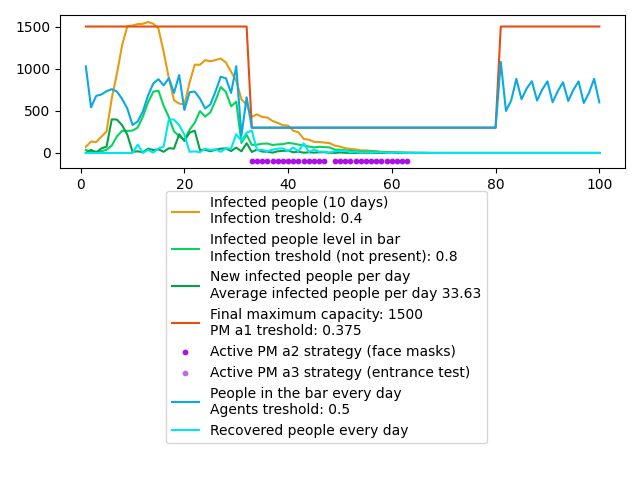 1500
1000
500
0
0
20
40
60
80
100
Infected people (10 days)
Infection treshold: 0.4
Infected people level in bar
Infection treshold (not present): 0.8
New infected people per day
Average infected people per day 33.63
Final maximum capacity: 1500
PM a1 treshold: 0.375
Active PM a2 strategy (face masks)
Active PM a3 strategy (entrance test)
People in the bar every day
Agents treshold: 0.5
Recovered people every day